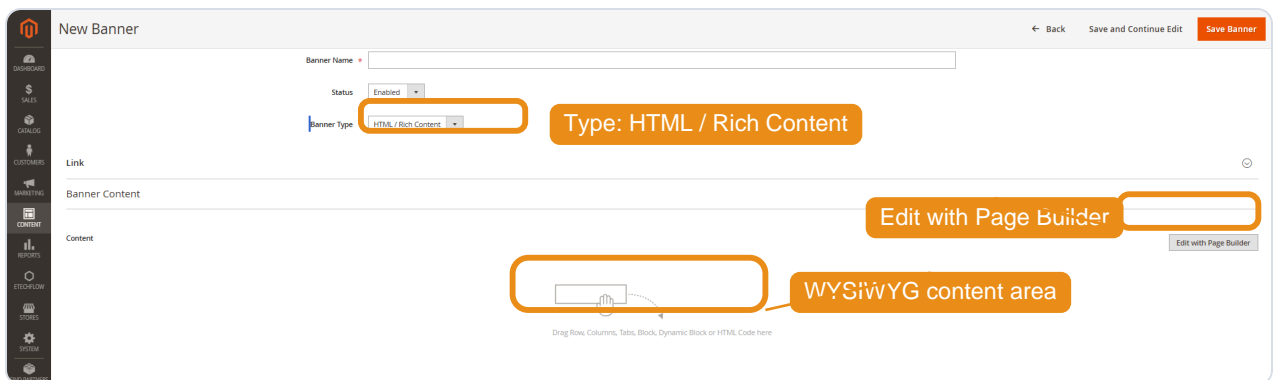 New Banner
← Back Save and Continue Edit Save Banner
DASHBOARD
SALES
CATALOG
CUSTOMERS
MARKETING
CONTENT
REPORTS
ETECHFLOW
STORES
SYSTEM
Banner Name *
Status Enabled
Banner Type HTML / Rich Content
Type: HTML / Rich Content
Link
Banner Content
Edit with Page Builder
Content
Edit with Page Builder
WYSIWYG content area
Drag Row, Columns, Tabs, Block, Dynamic Block or HTML Code here